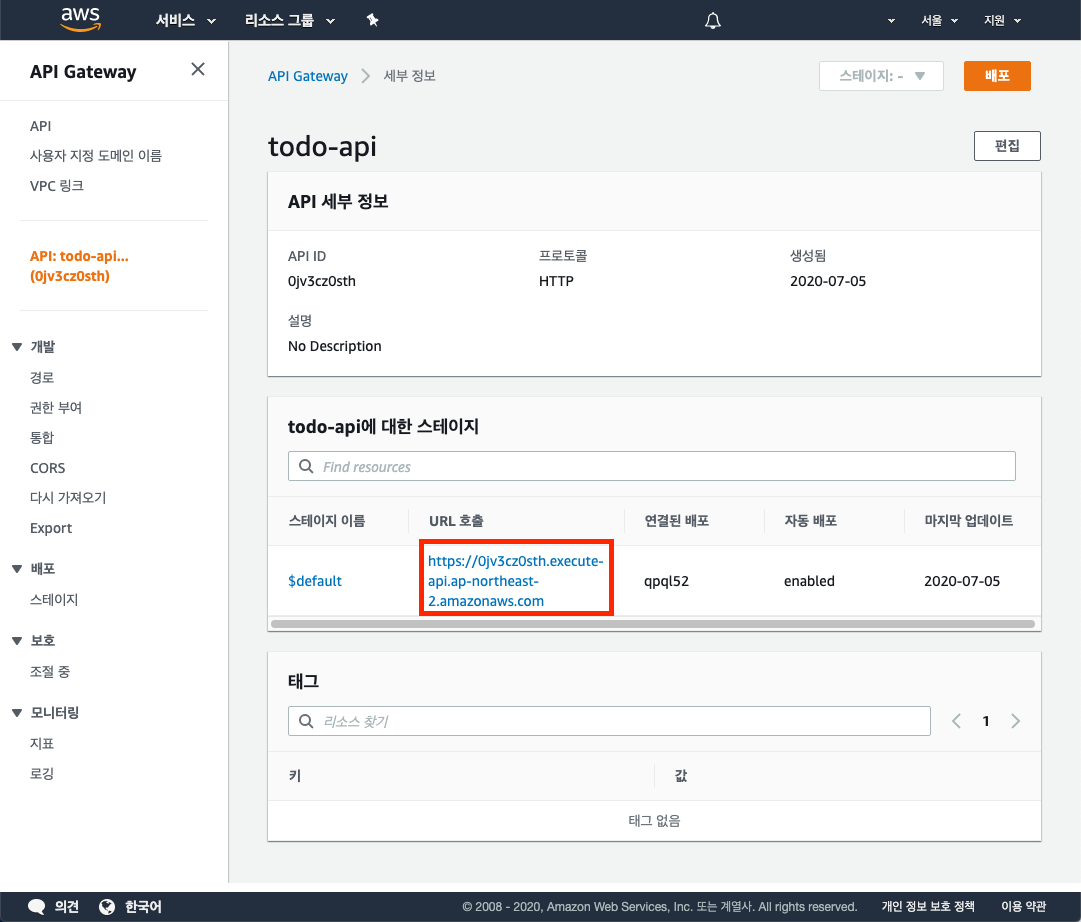 aws
서비스
리소스 그룹
서울
지원
API Gateway
API
사용자 지정 도메인 이름
VPC 링크
API: todo-api...
(0jv3cz0sth)
개발
경로
권한 부여
통합
CORS
다시 가져오기
Export
배포
스테이지
보호
조절 중
모니터링
지표
로깅
API Gateway
세부 정보
스테이지: -
배포
todo-api
편집
API 세부 정보
API ID
프로토콜
생성됨
0jv3cz0sth
HTTP
2020-07-05
설명
No Description
todo-api에 대한 스테이지
Find resources
스테이지 이름
URL 호출
연결된 배포
자동 배포
마지막 업데이트
$default
https://0jv3cz0sth.execute-
api.ap-northeast-
2.amazonaws.com
qpql52
enabled
2020-07-05
태그
리소스 찾기
1
키
값
태그 없음
의견
한국어
© 2008 - 2020, Amazon Web Services, Inc. 또는 계열사. All rights reserved.
개인 정보 보호 정책
이용 약관